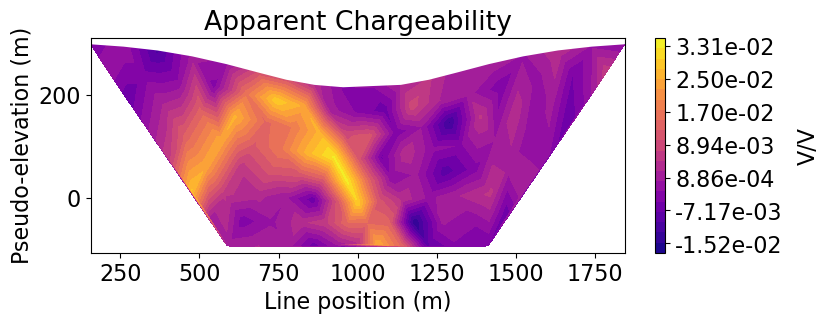 Apparent Chargeability
Pseudo-elevation (m)
200
0
250 500 750 1000 1250 1500 1750
Line position (m)
3.31e-02
2.50e-02
1.70e-02
8.94e-03
8.86e-04
-7.17e-03
-1.52e-02
V/V